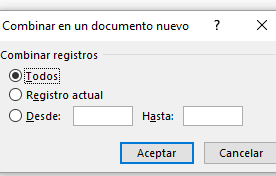 Combinar en un documento nuevo ? ×
Combinar registros
Todos
Registro actual
Desde: Hasta:
Aceptar Cancelar